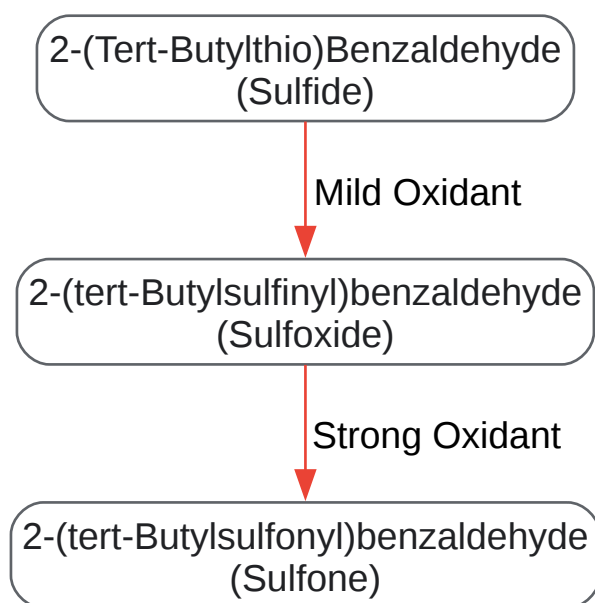 2-(Tert-Butylthio)Benzaldehyde
(Sulfide)
Mild Oxidant
2-(tert-Butylsulfinyl)benzaldehyde
(Sulfoxide)
Strong Oxidant
2-(tert-Butylsulfonyl)benzaldehyde
(Sulfone)